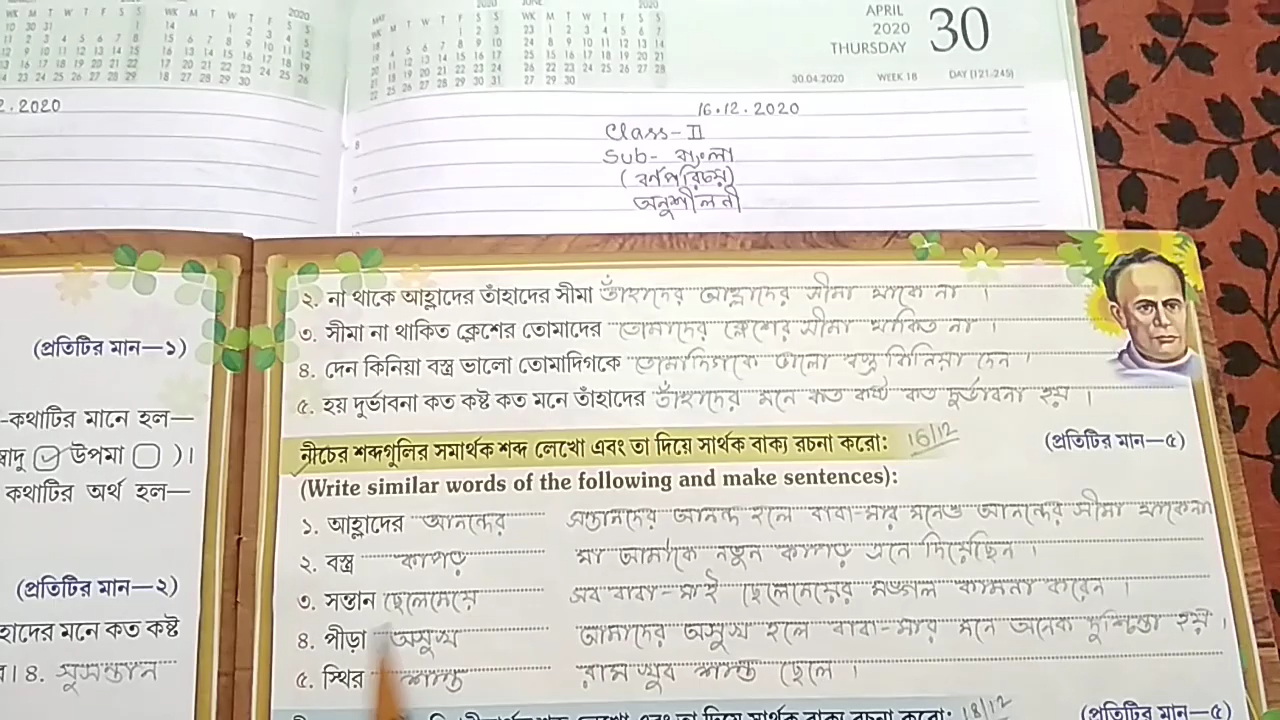 APRIL
2020
THURSDAY
30
30.04.2020 WEEK 18 DAY (121-245)
2.2020
16.12.2020
Class-II
Sub- বাংলা
(বর্ণপরিচয়)
অনুশীলনী
(প্রতিটির মান—১)
-কথাটির মানে হল—
উপমা )।
কথাটির অর্থ হল—
(প্রতিটির মান—২)
হাদের মনে কত কষ্ট
৪. সুসন্তান
২. না থাকে আহ্লাদের তাঁহাদের সীমা তাঁহাদের আহ্লাদের সীমা থাকে না ।
৩. সীমা না থাকিত ক্লেশের তোমাদের তোমাদের ক্লেশের সীমা থাকিত না ।
৪. দেন কিনিয়া বস্ত্র ভালো তোমাদিগকে তোমাদিগকে ভালো বস্ত্র কিনিয়া দেন ।
৫. হয় দুর্ভাবনা কত কষ্ট কত মনে তাঁহাদের তাঁহাদের মনে কত কষ্ট কত দুর্ভাবনা হয় ।
নীচের শব্দগুলির সমার্থক শব্দ লেখো এবং তা দিয়ে সার্থক বাক্য রচনা করো: 16/12 (প্রতিটির মান—৫)
(Write similar words of the following and make sentences):
১. আহ্লাদের আনন্দের সন্তানদের আনন্দ হলে বাবা-মার মনেও আনন্দের সীমা থাকেনা
২. বস্ত্র কাপড় মা আমাকে নতুন কাপড় এনে দিয়েছেন ।
৩. সন্তান ছেলেমেয়ে সব বাবা-মাই ছেলেমেয়ের মঙ্গল কামনা করেন ।
৪. পীড়া অসুখ আমাদের অসুখ হলে বাবা-মার মনে অনেক দুশ্চিন্তা হয় ।
৫. স্থির শান্ত রাম খুব শান্ত ছেলে ।
18/12 (প্রতিটির মান—৫)